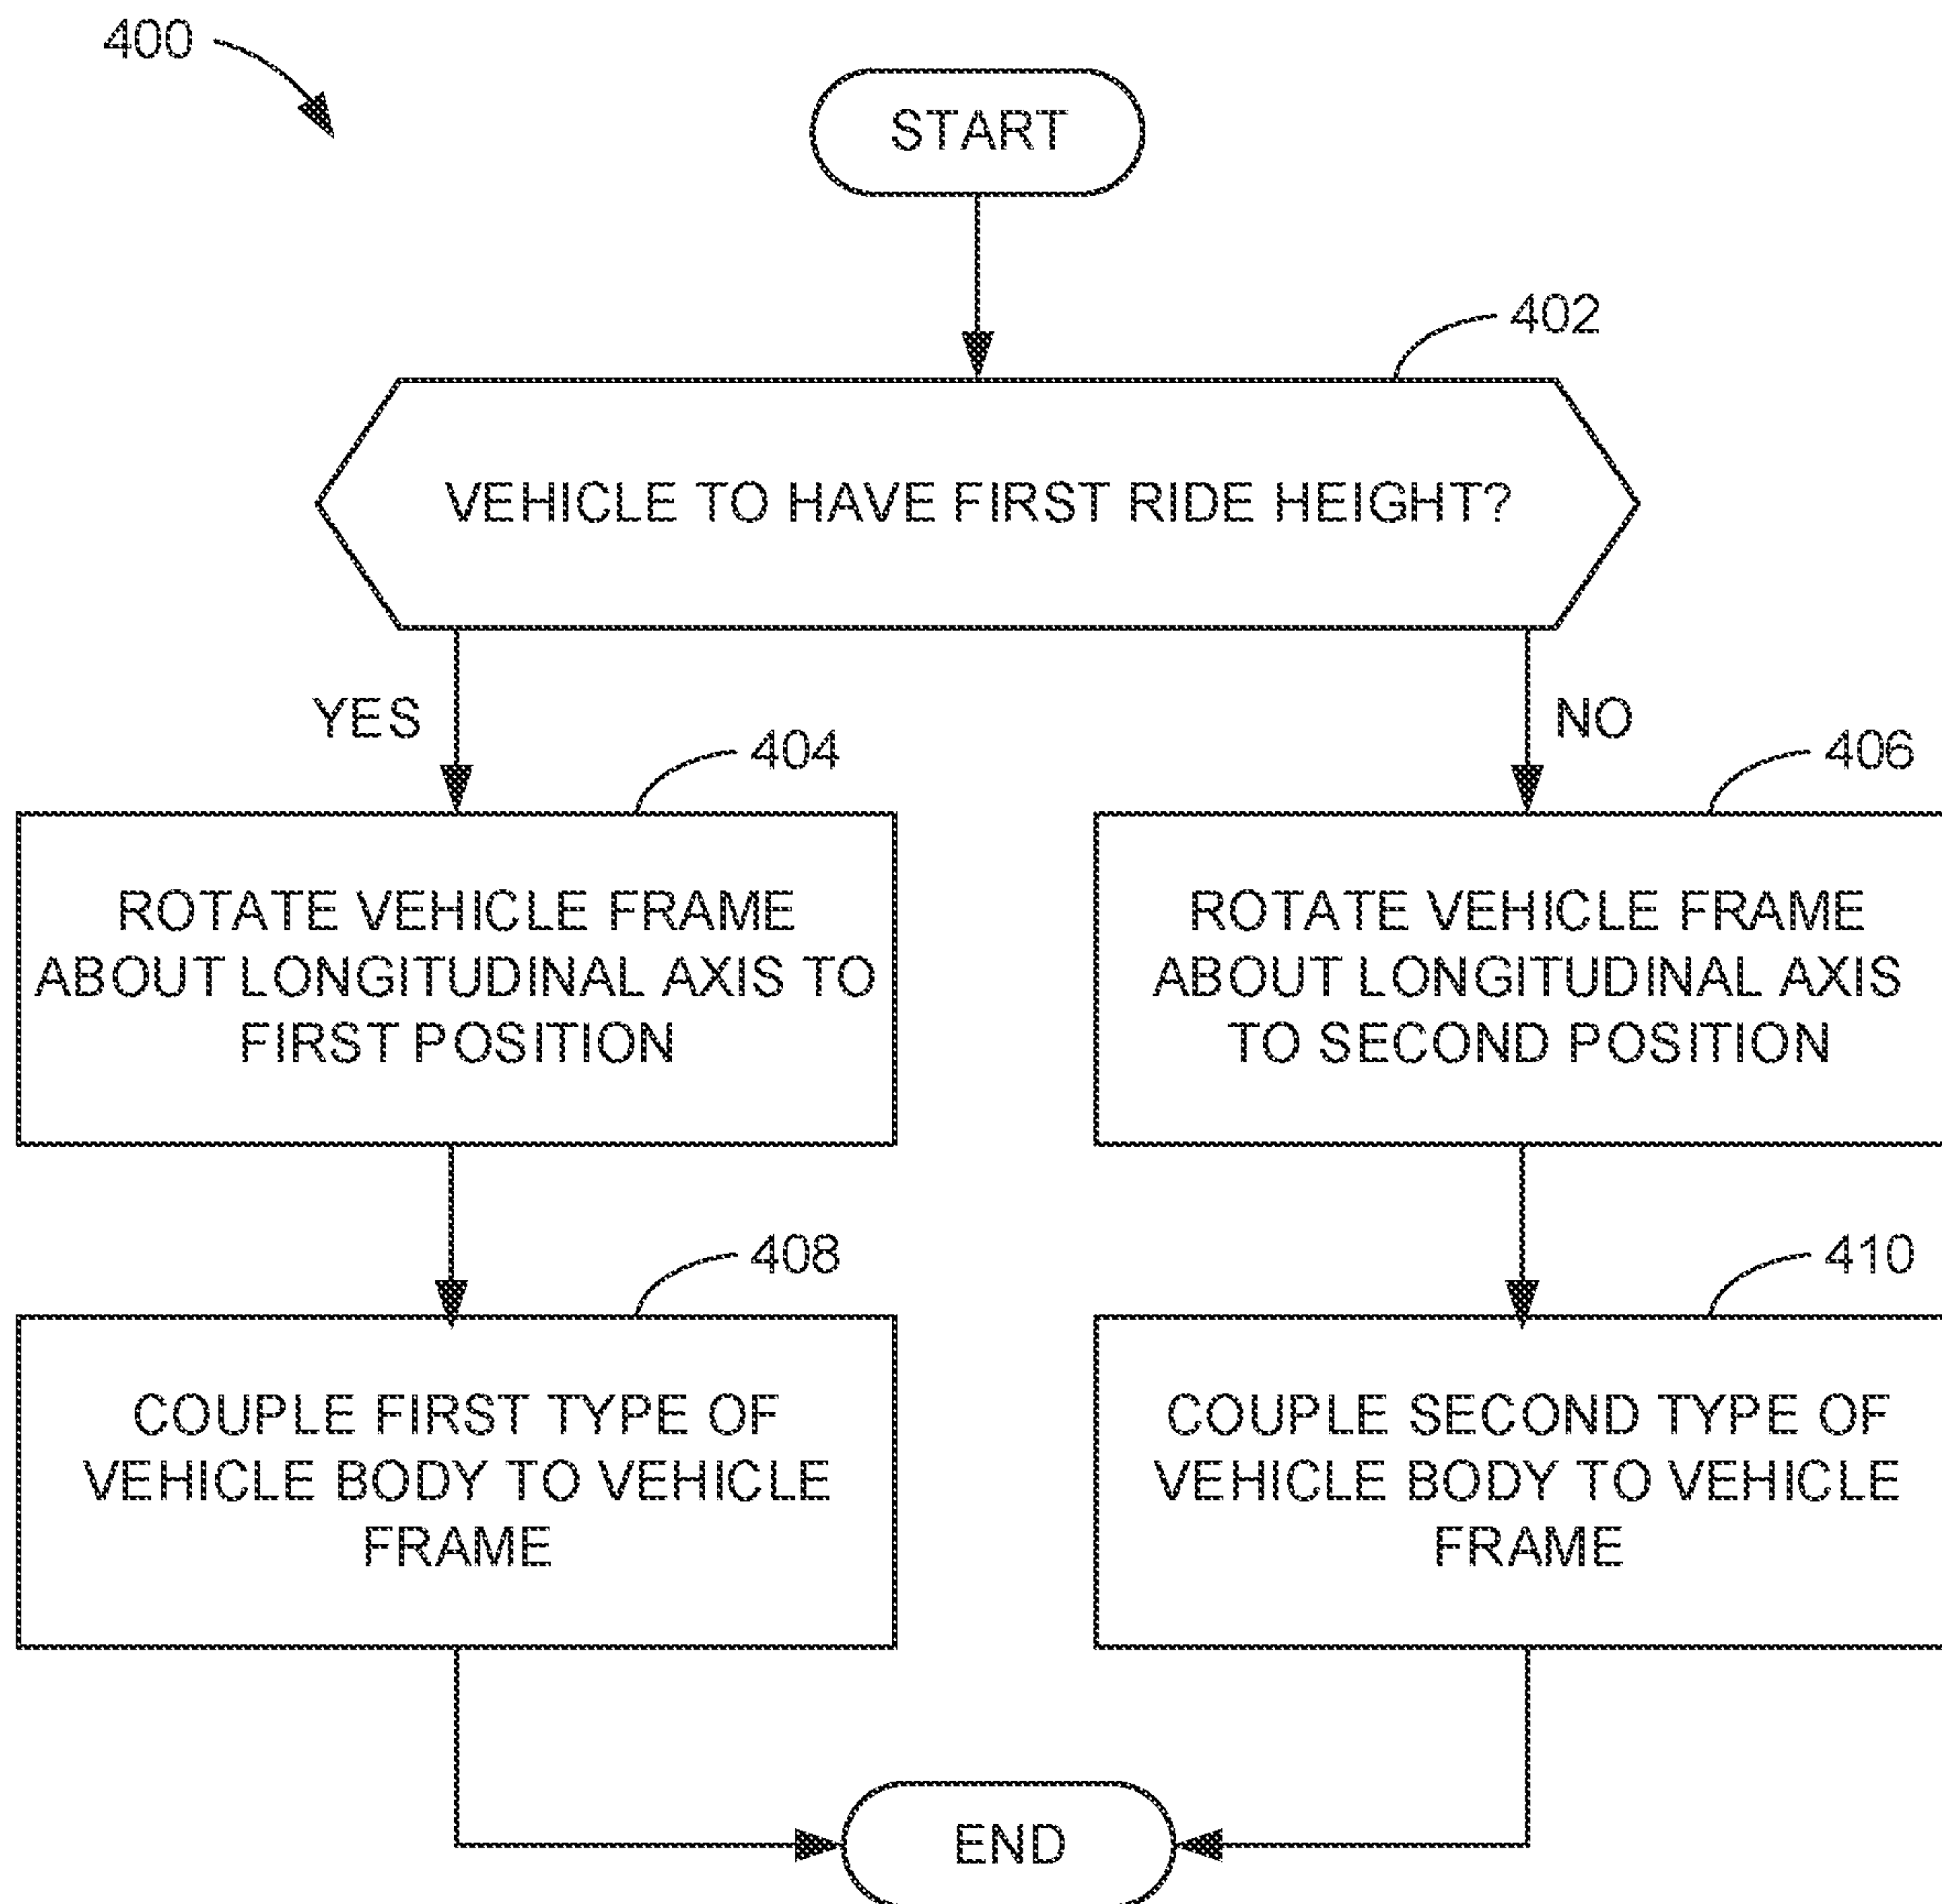 400
START
402
VEHICLE TO HAVE FIRST RIDE HEIGHT?
YES
NO
404
406
ROTATE VEHICLE FRAME
ABOUT LONGITUDINAL AXIS TO
FIRST POSITION
ROTATE VEHICLE FRAME
ABOUT LONGITUDINAL AXIS
TO SECOND POSITION
408
410
COUPLE FIRST TYPE OF
VEHICLE BODY TO VEHICLE
FRAME
COUPLE SECOND TYPE OF
VEHICLE BODY TO VEHICLE
FRAME
END